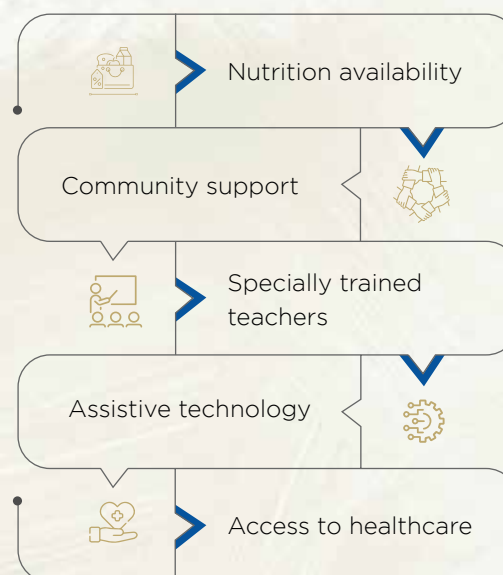 Nutrition availability
Community support
Specially trained
teachers
Assistive technology
Access to healthcare